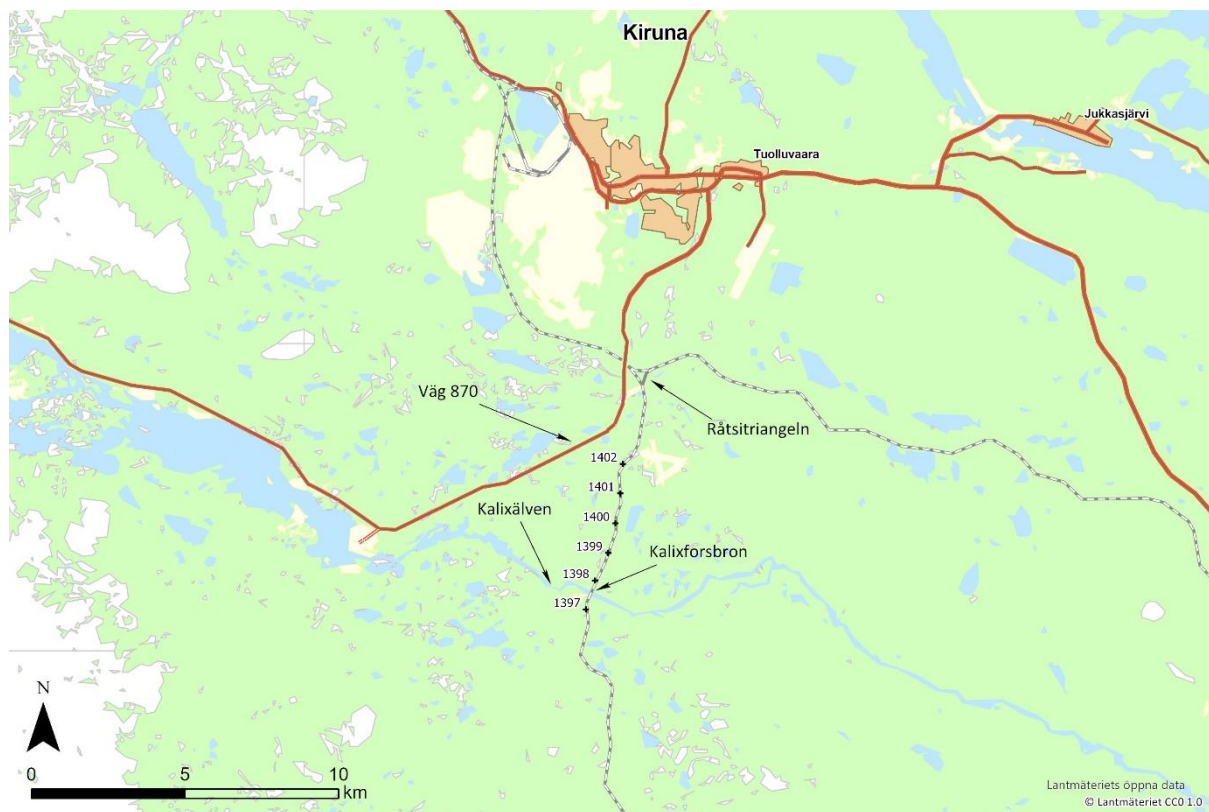 Kiruna
Jukkasjärvi
Tuolluvaara
Väg 870
Råtsitriangeln
1402
1401
Kalixälven
1400
1399
Kalixforsbron
1398
1397
N
0 5 10
km
Lantmäteriets öppna data
© Lantmäteriet CC0 1.0